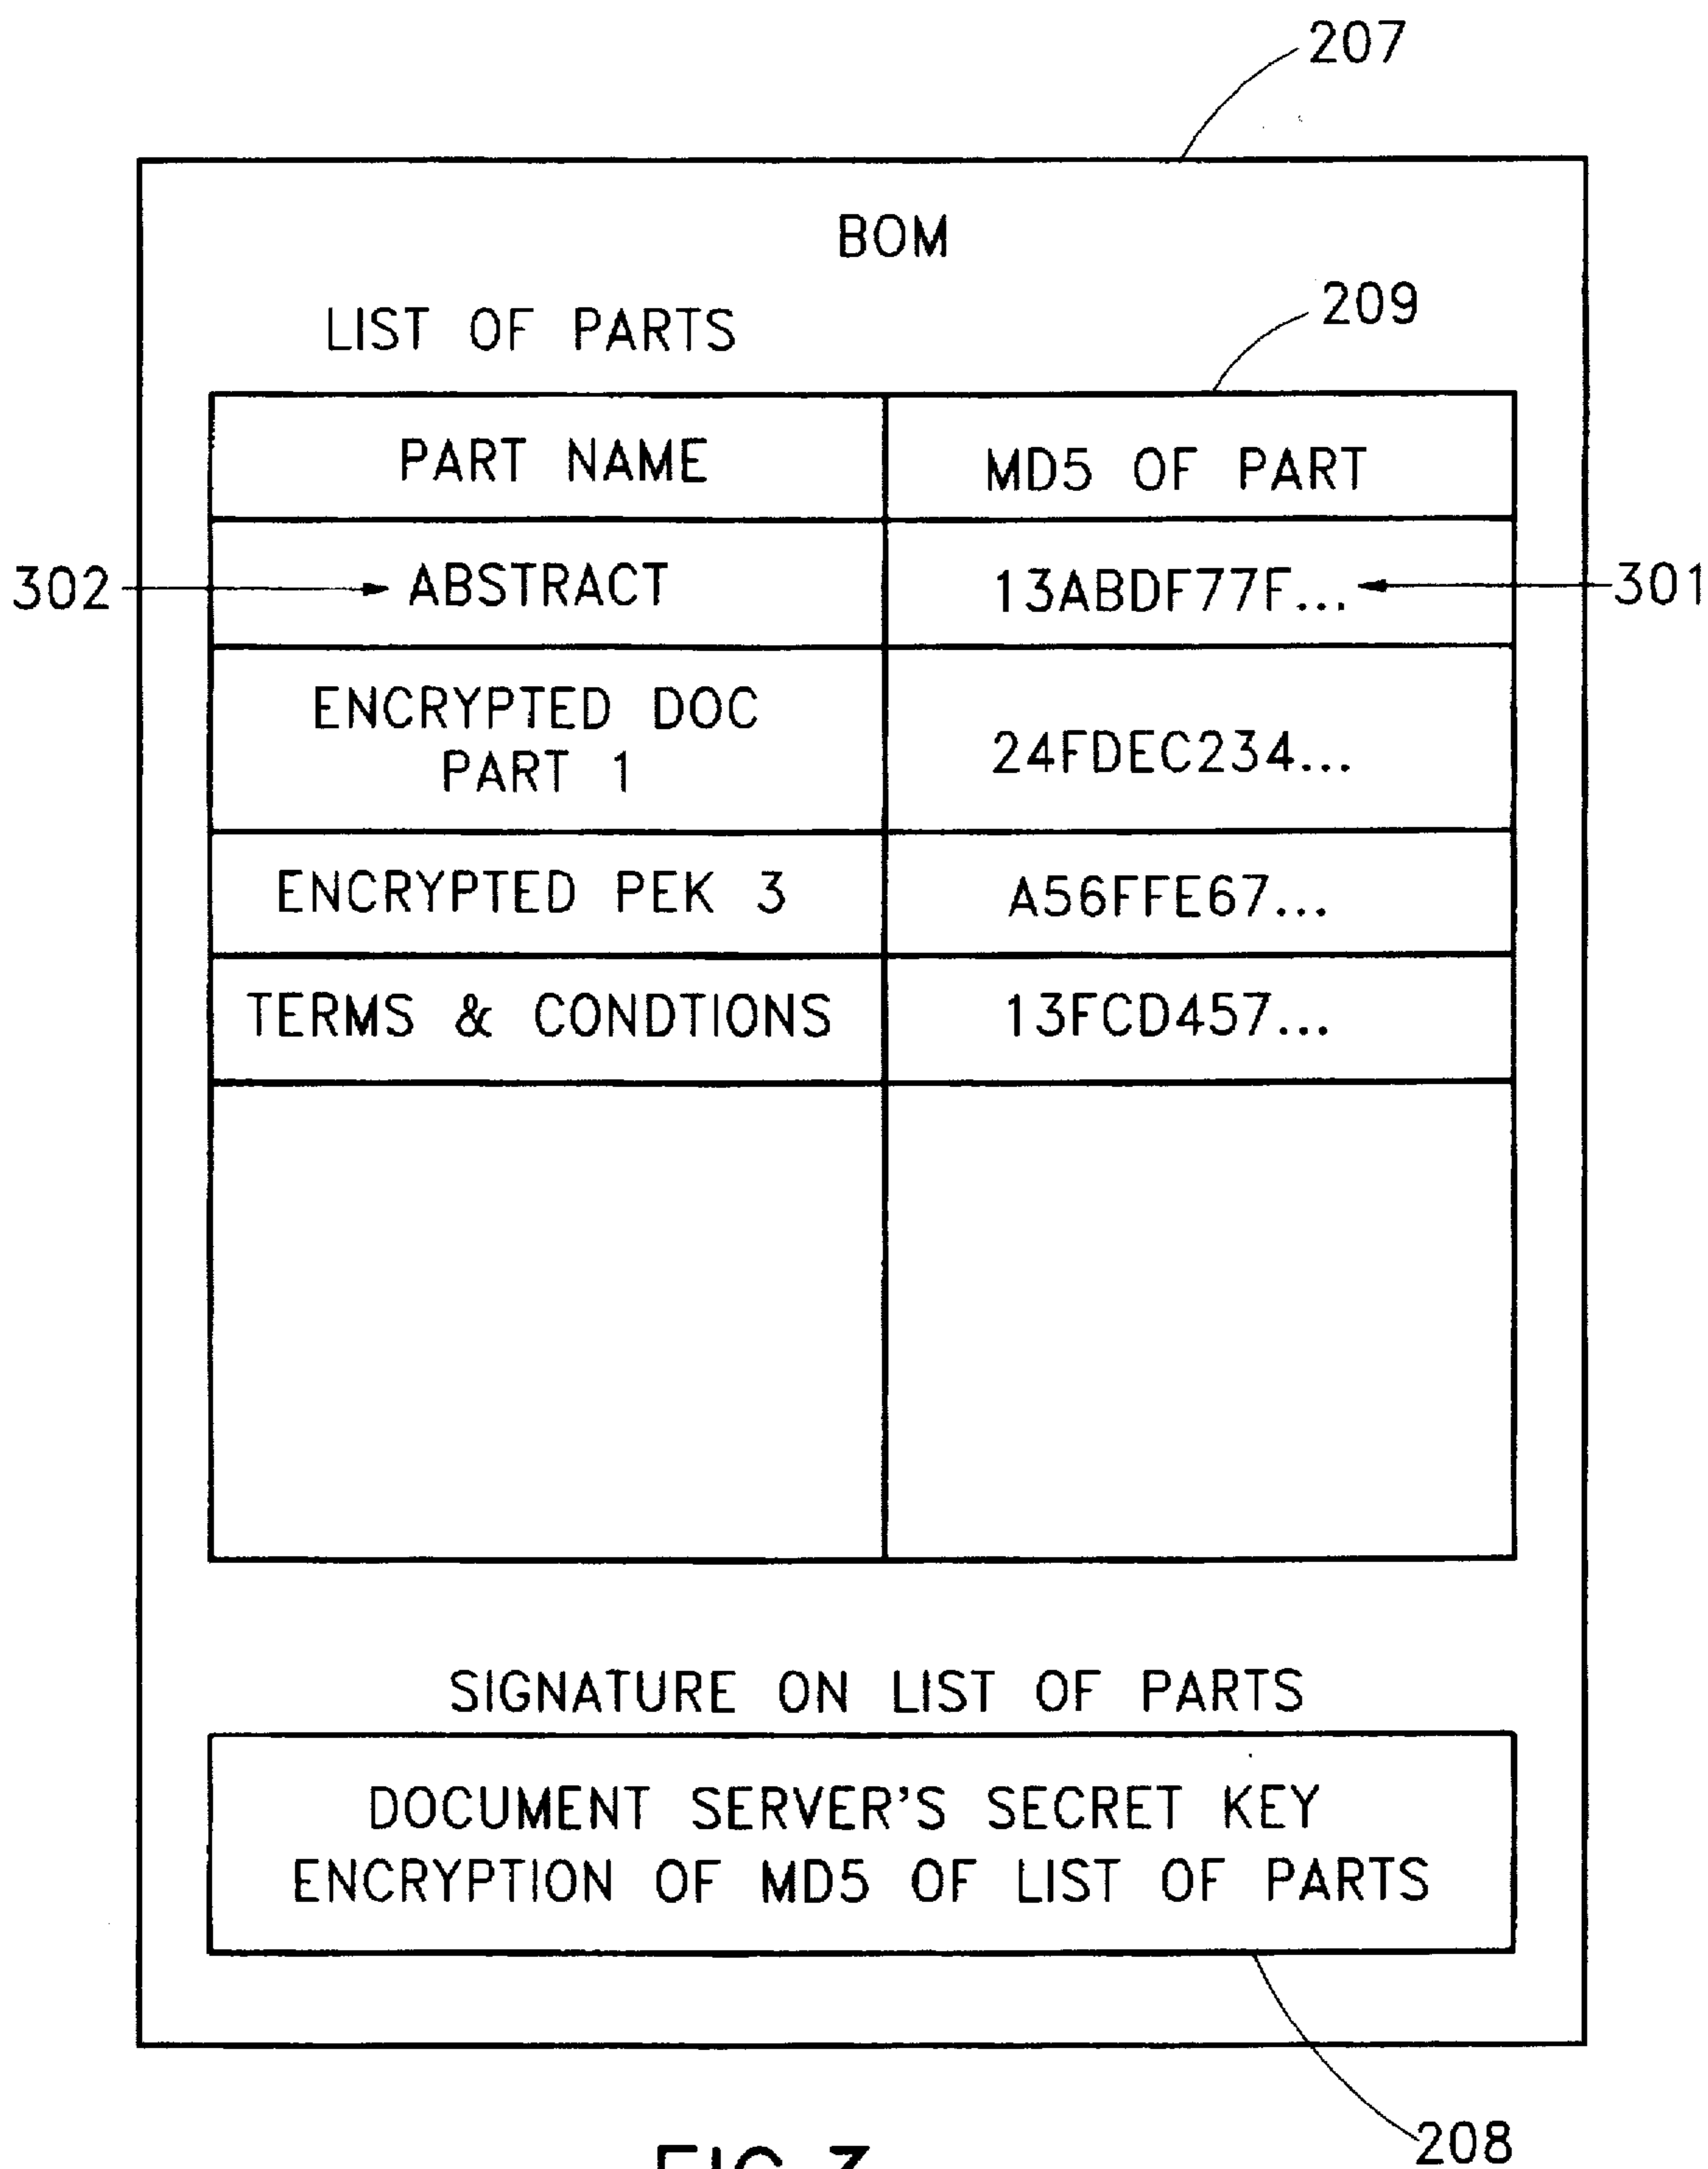 207
BOM
LIST OF PARTS
209
PART NAME
MD5 OF PART
302
ABSTRACT
13ABDF77F...
301
ENCRYPTED DOC
PART 1
24FDEC234...
ENCRYPTED PEK 3
A56FFE67...
TERMS & CONDTIONS
13FCD457...
SIGNATURE ON LIST OF PARTS
DOCUMENT SERVER'S SECRET KEY
ENCRYPTION OF MD5 OF LIST OF PARTS
208
FIG.3